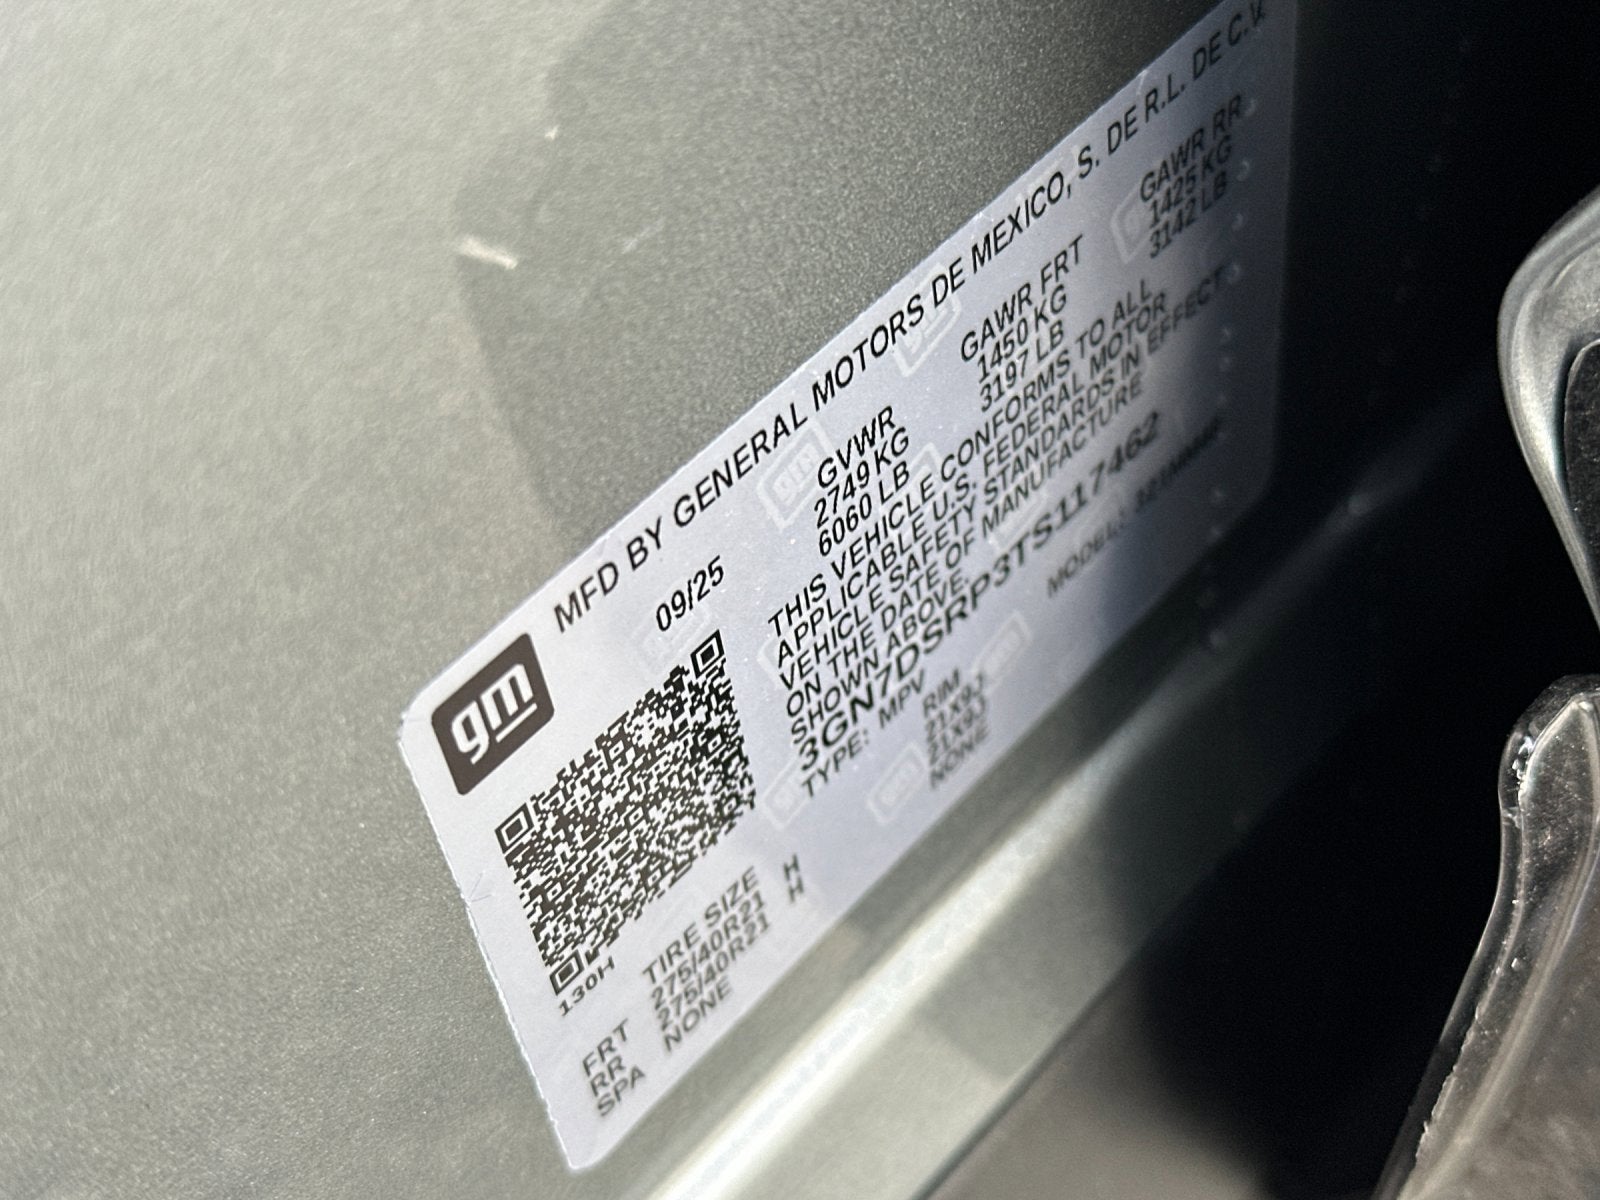 gm
MFD BY GENERAL MOTORS DE MEXICO, S. DE R.L. DE C.V.
09/25
GVWR
2749 KG
6060 LB
GAWR FRT
1450 KG
3197 LB
GAWR RR
1425 KG
3142 LB
THIS VEHICLE CONFORMS TO ALL
APPLICABLE U.S. FEDERAL MOTOR
VEHICLE SAFETY STANDARDS IN EFFECT
ON THE DATE OF MANUFACTURE
SHOWN ABOVE.
3GN7DSRP3TS117462
TYPE: MPV
MODEL:
130H
TIRE SIZE
RIM
FRT 275/40R21 H 21X9J
RR 275/40R21 H 21X9J
SPA NONE NONE